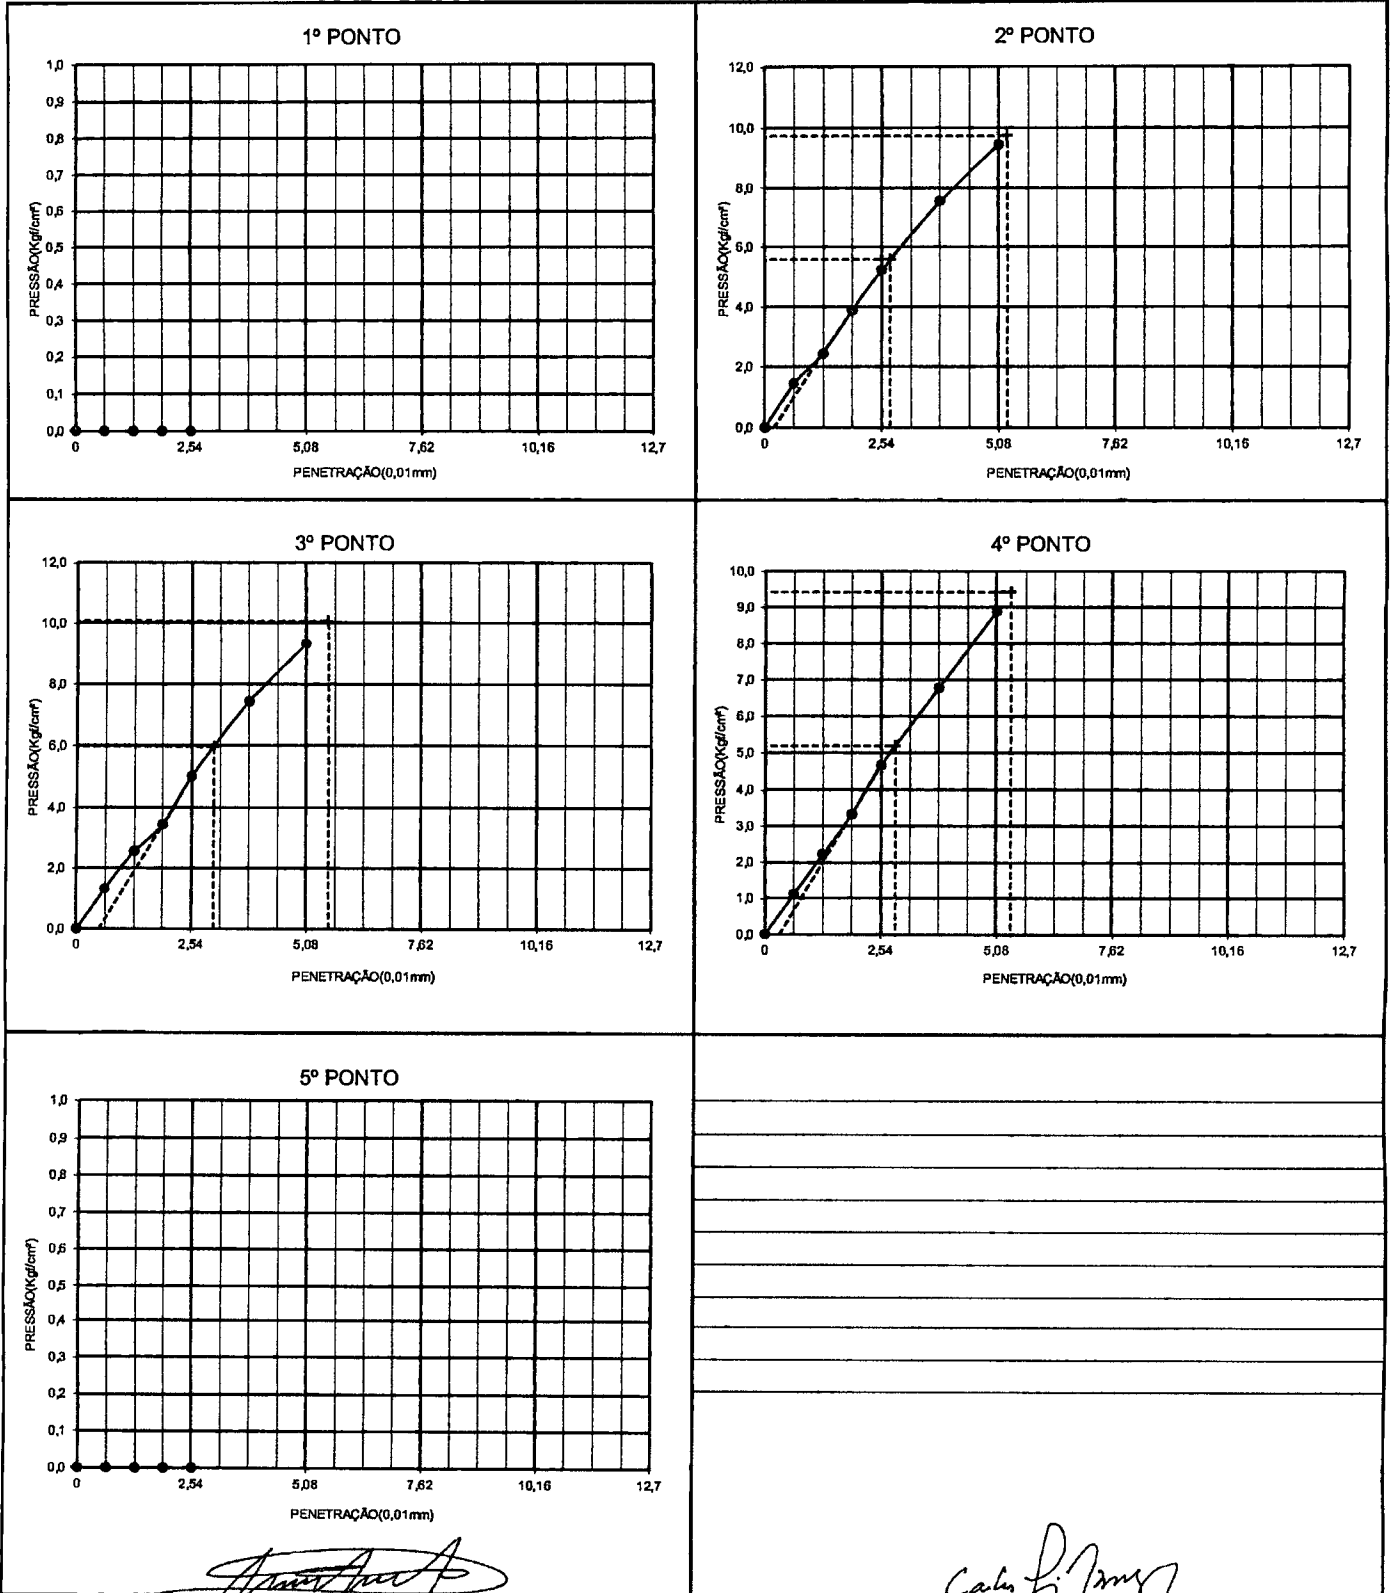 1º PONTO
1,0
0,9
0,8
0,7
0,6
0,5
0,4
0,3
0,2
0,1
0,0
PRESSÃO(Kgf/cm²)
0 2,54 5,08 7,62 10,16 12,7
PENETRAÇÃO(0,01mm)
2º PONTO
12,0
10,0
8,0
6,0
4,0
2,0
0,0
PRESSÃO(Kgf/cm²)
0 2,54 5,08 7,62 10,16 12,7
PENETRAÇÃO(0,01mm)
3º PONTO
12,0
10,0
8,0
6,0
4,0
2,0
0,0
PRESSÃO(Kgf/cm²)
0 2,54 5,08 7,62 10,16 12,7
PENETRAÇÃO(0,01mm)
4º PONTO
10,0
9,0
8,0
7,0
6,0
5,0
4,0
3,0
2,0
1,0
0,0
PRESSÃO(Kgf/cm²)
0 2,54 5,08 7,62 10,16 12,7
PENETRAÇÃO(0,01mm)
5º PONTO
1,0
0,9
0,8
0,7
0,6
0,5
0,4
0,3
0,2
0,1
0,0
PRESSÃO(Kgf/cm²)
0 2,54 5,08 7,62 10,16 12,7
PENETRAÇÃO(0,01mm)